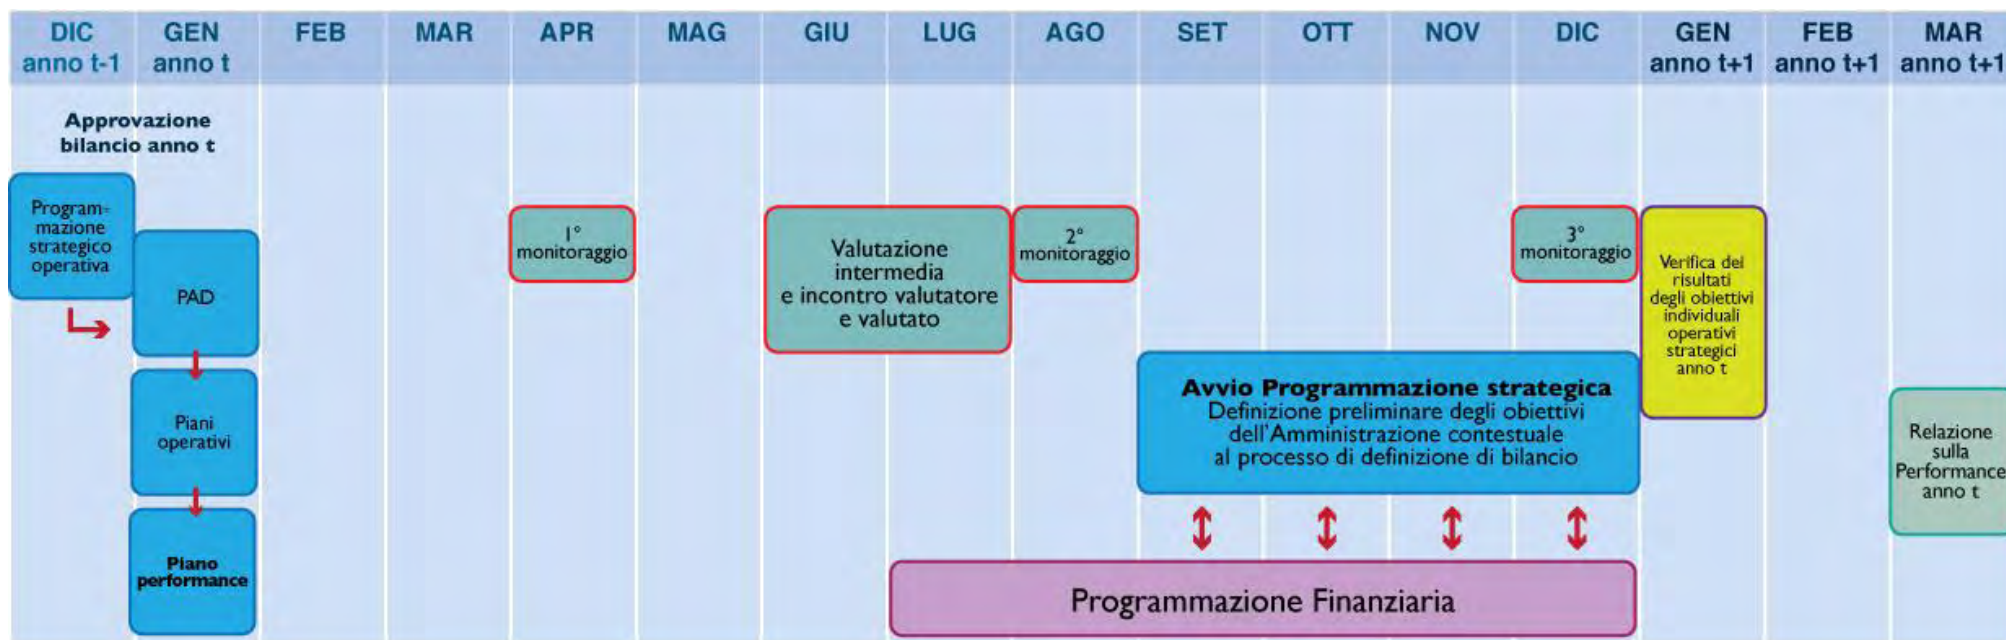 DIC
anno t-1
GEN
anno t
FEB
MAR
APR
MAG
GIU
LUG
AGO
SET
OTT
NOV
DIC
GEN
anno t+1
FEB
anno t+1
MAR
anno t+1
Approvazione
bilancio anno t
Program-
mazione
strategico
operativa
PAD
Piani
operativi
Piano
performance
1°
monitoraggio
Valutazione
intermedia
e incontro valutatore
e valutato
2°
monitoraggio
3°
monitoraggio
Verifica dei
risultati
degli obiettivi
individuali
operativi
strategici
anno t
Avvio Programmazione strategica
Definizione preliminare degli obiettivi
dell'Amministrazione contestuale
al processo di definizione di bilancio
Relazione
sulla
Performance
anno t
Programmazione Finanziaria